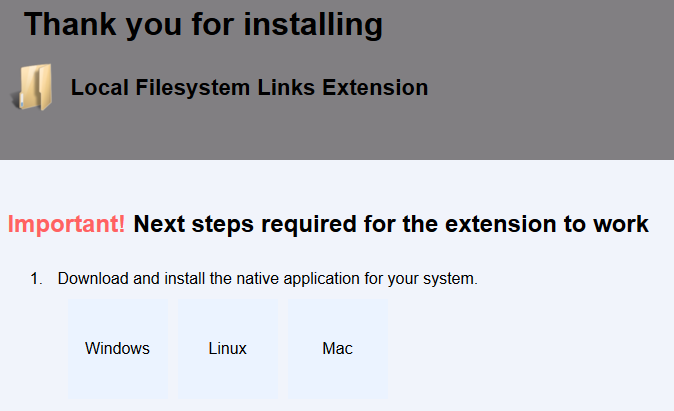 Thank you for installing
Local Filesystem Links Extension
Important! Next steps required for the extension to work
1. Download and install the native application for your system.
Windows Linux Mac